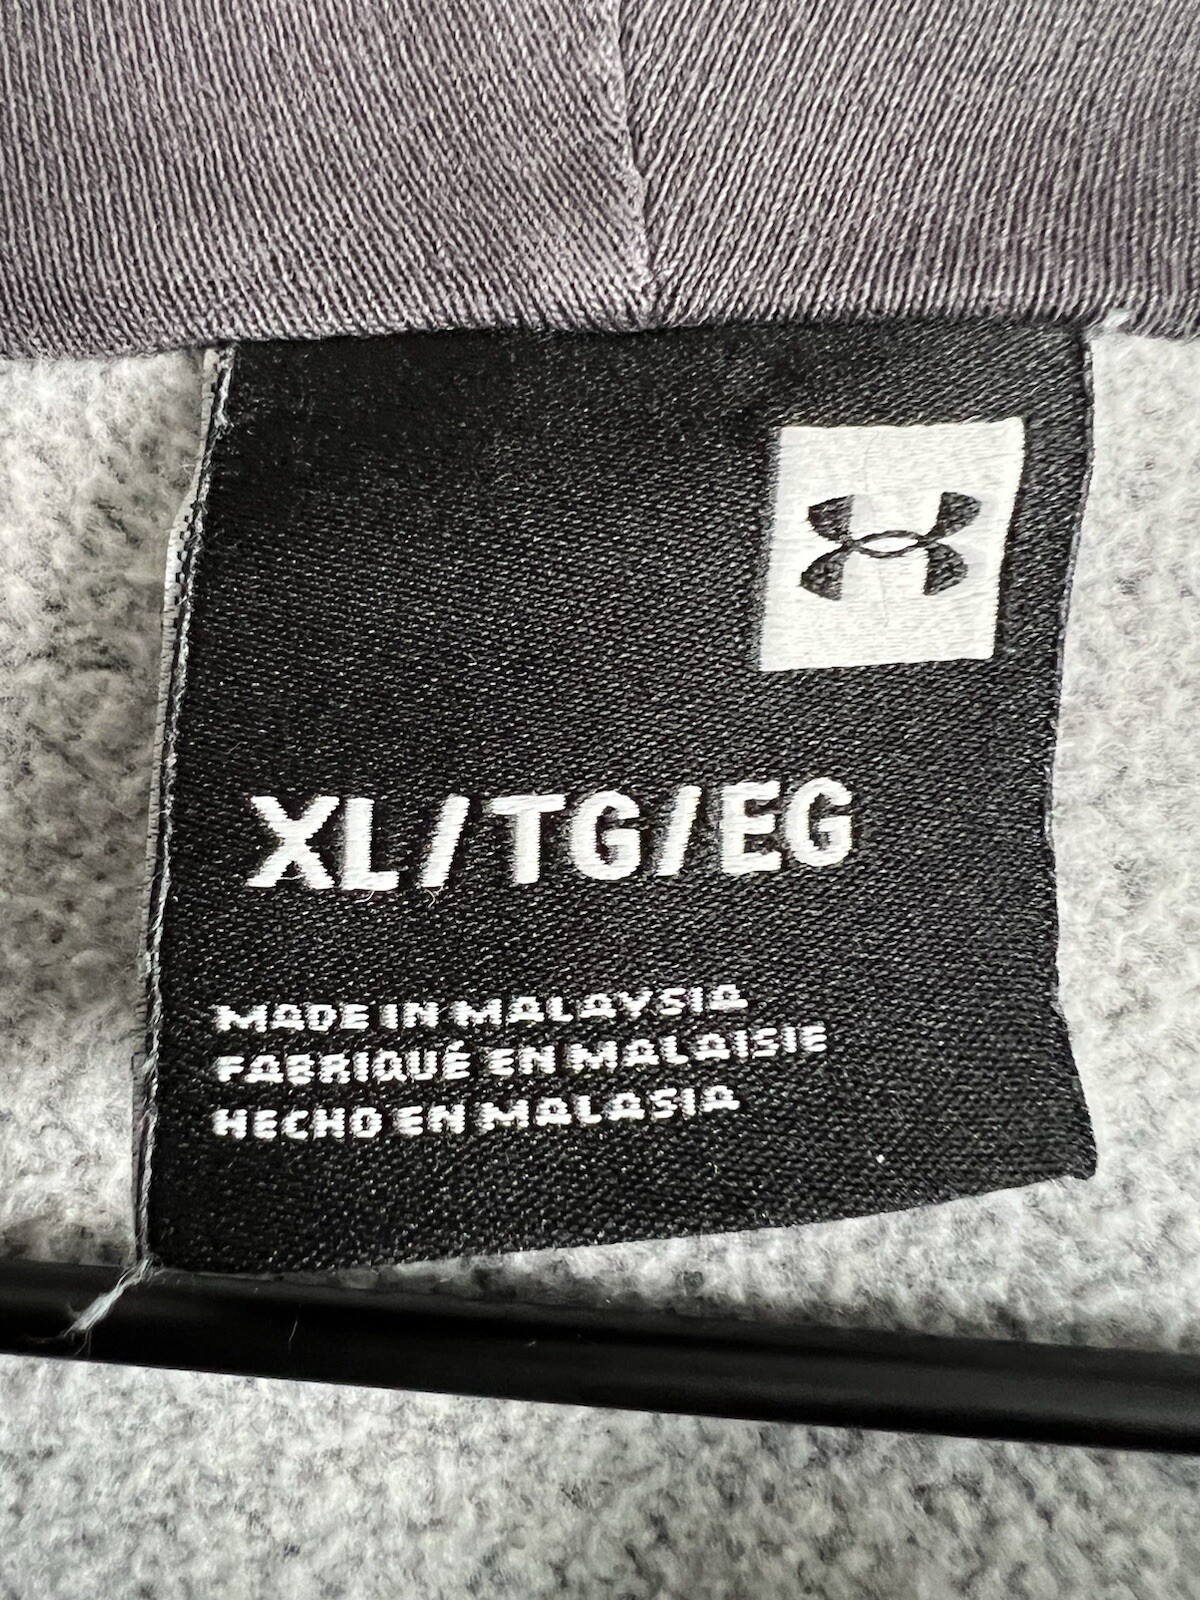 XL/TG/EG
MADE IN MALAYSIA
FABRIQUÉ EN MALAISIE
HECHO EN MALASIA